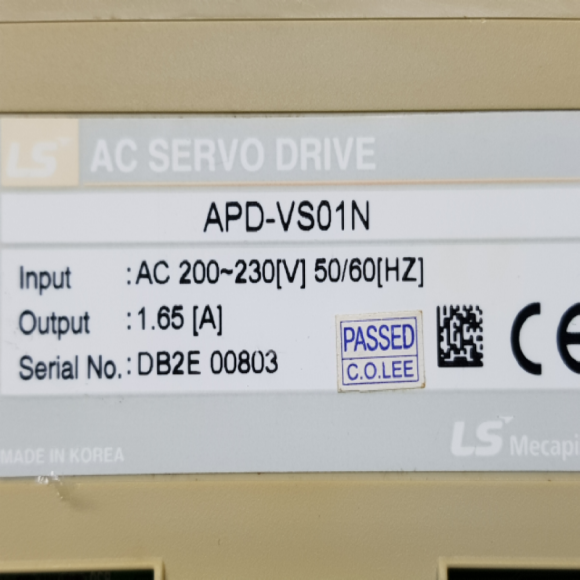 LS AC SERVO DRIVE
APD-VS01N
Input : AC 200~230[V] 50/60[HZ]
Output : 1.65 [A]
Serial No. : DB2E 00803
PASSED
C.O.LEE
CE
LS Mecapi
MADE IN KOREA